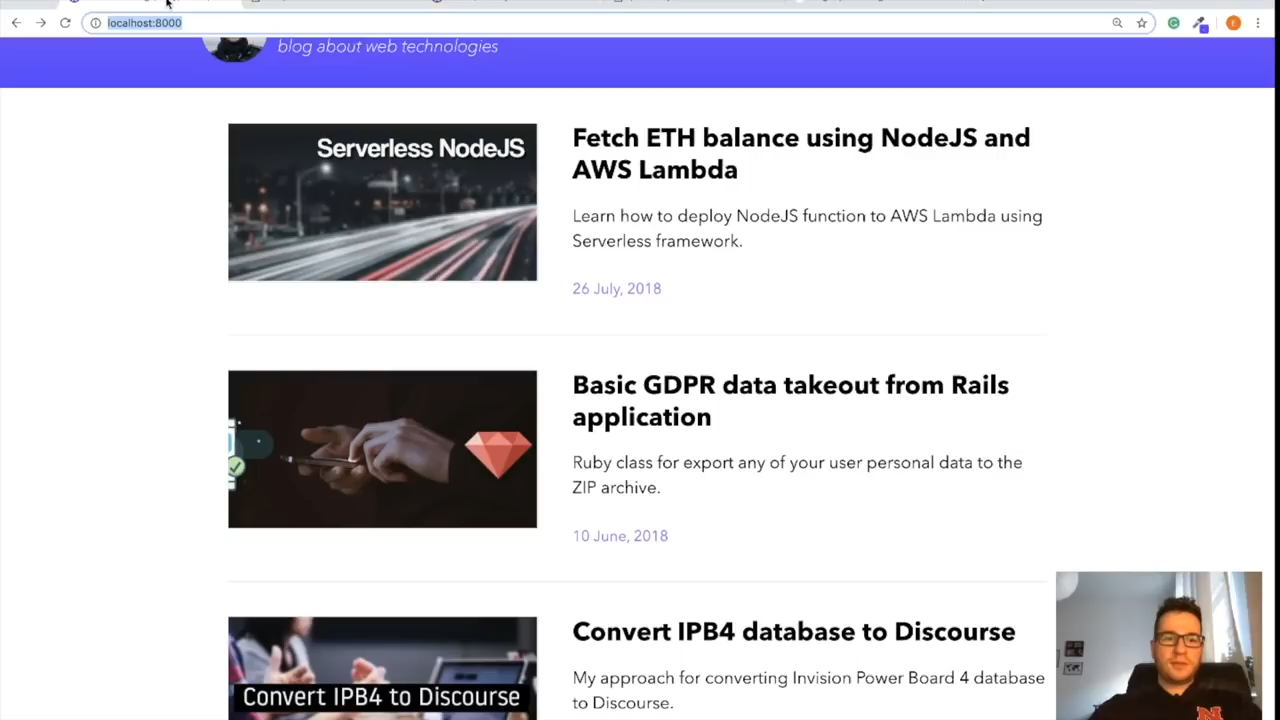 localhost:8000
blog about web technologies
Serverless NodeJS
Fetch ETH balance using NodeJS and
AWS Lambda
Learn how to deploy NodeJS function to AWS Lambda using
Serverless framework.
26 July, 2018
Basic GDPR data takeout from Rails
application
Ruby class for export any of your user personal data to the
ZIP archive.
10 June, 2018
Convert IPB4 to Discourse
Convert IPB4 database to Discourse
My approach for converting Invision Power Board 4 database
to Discourse.
N